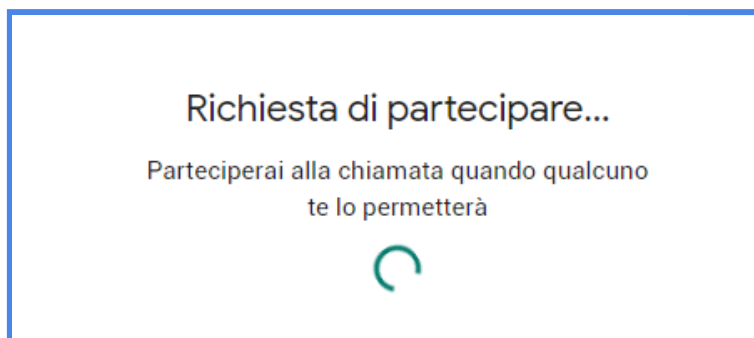 Richiesta di partecipare...
Parteciperai alla chiamata quando qualcuno
te lo permetterà